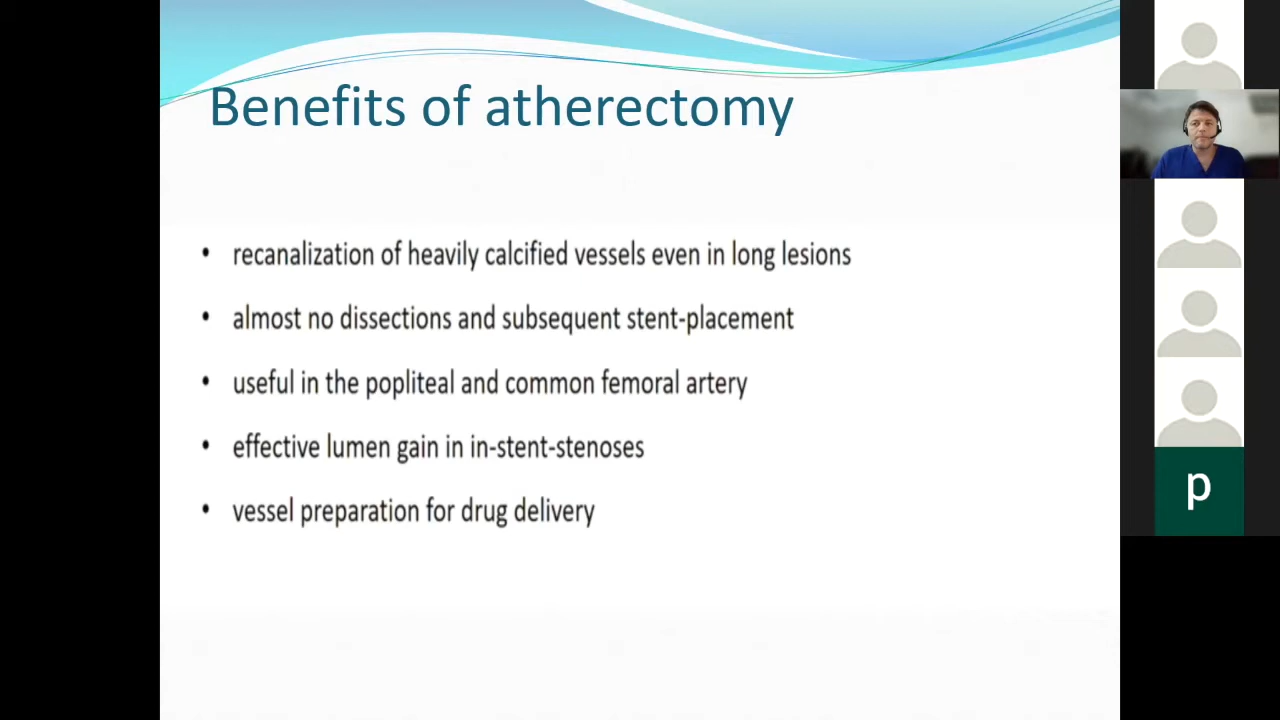 Benefits of atherectomy
• recanalization of heavily calcified vessels even in long lesions
• almost no dissections and subsequent stent-placement
• useful in the popliteal and common femoral artery
• effective lumen gain in in-stent-stenoses
• vessel preparation for drug delivery
p